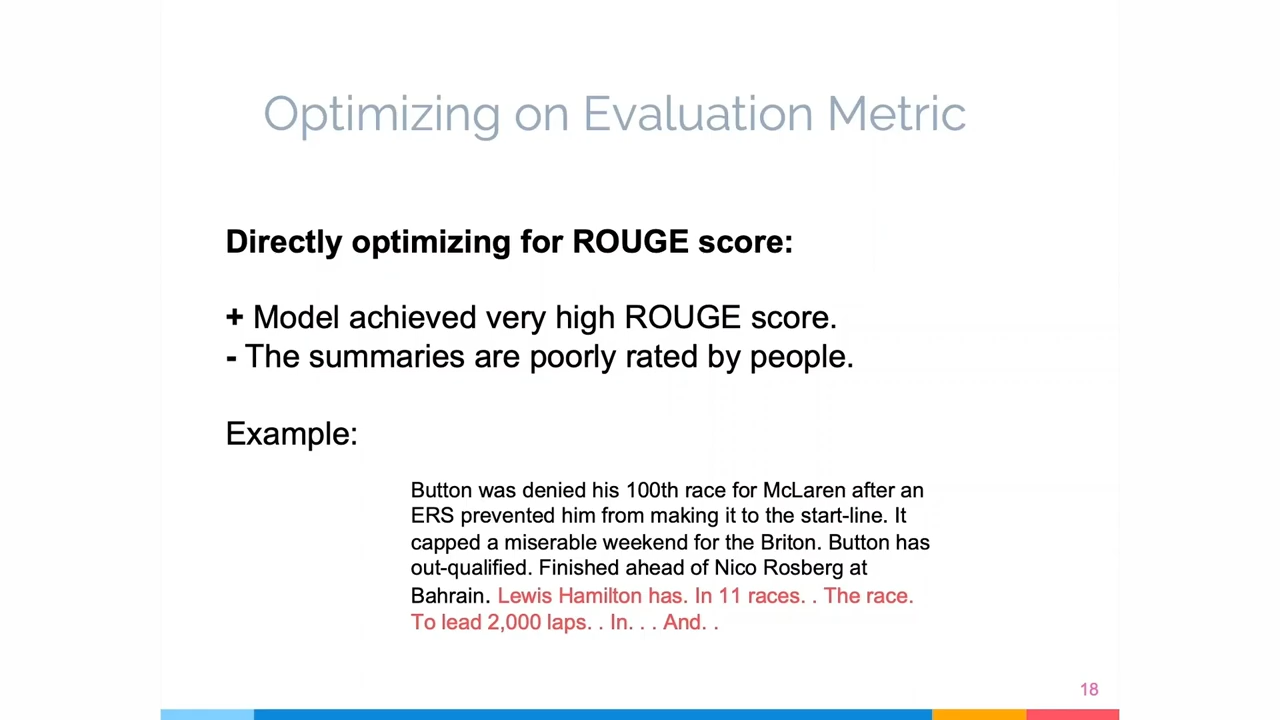 Optimizing on Evaluation Metric
Directly optimizing for ROUGE score:
+ Model achieved very high ROUGE score.
- The summaries are poorly rated by people.
Example:
Button was denied his 100th race for McLaren after an
ERS prevented him from making it to the start-line. It
capped a miserable weekend for the Briton. Button has
out-qualified. Finished ahead of Nico Rosberg at
Bahrain. Lewis Hamilton has. In 11 races. . The race.
To lead 2,000 laps. . In. . . And. .
18